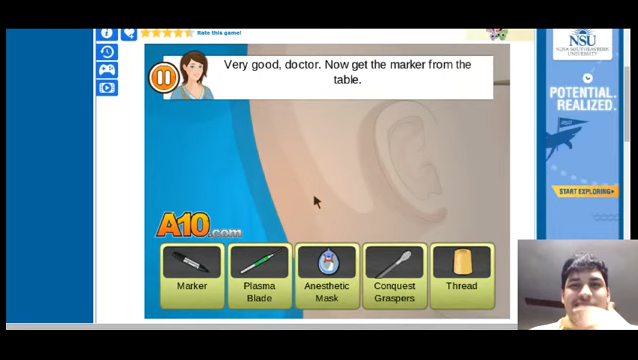 Rate this game!
Very good, doctor. Now get the marker from the
table.
A10.com
Marker
Plasma
Blade
Anesthetic
Mask
Conquest
Graspers
Thread
NSU
NOVA SOUTHEASTERN
UNIVERSITY
POTENTIAL.
REALIZED.
START EXPLORING